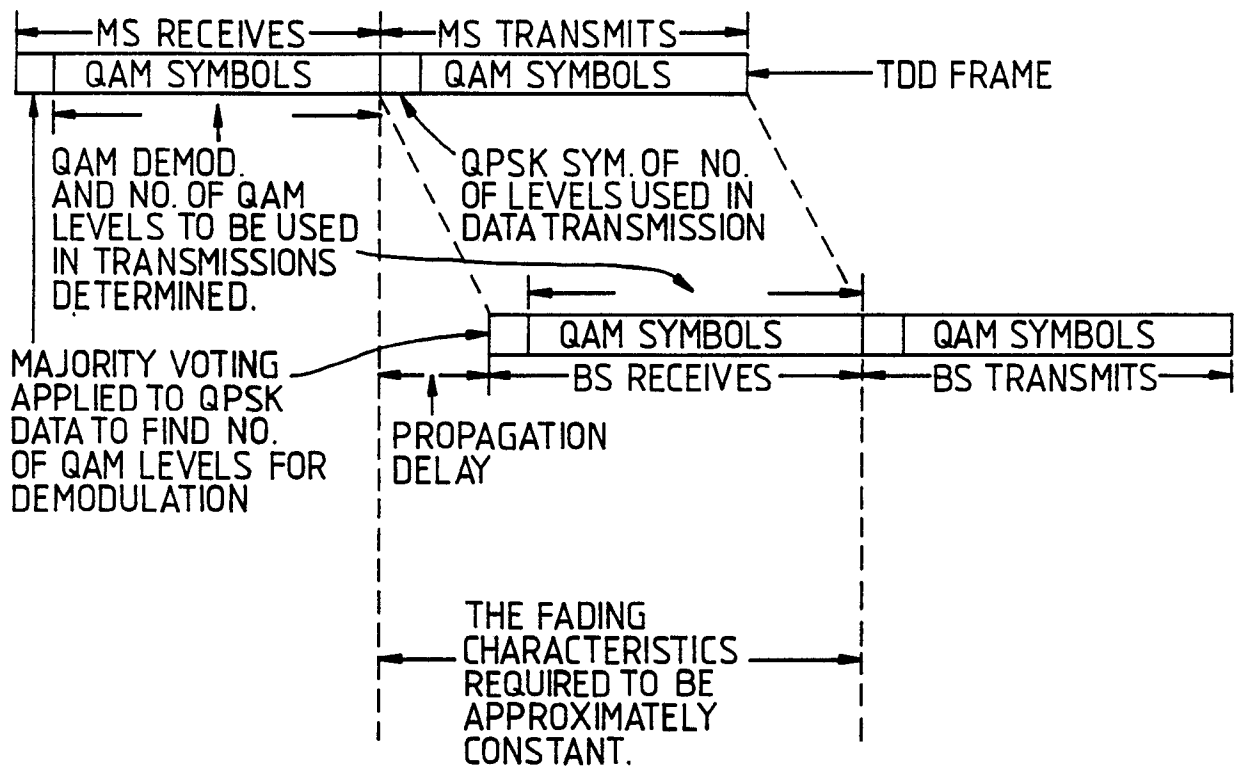 MS RECEIVES
MS TRANSMITS
QAM SYMBOLS
QAM SYMBOLS
TDD FRAME
QAM DEMOD.
AND NO. OF QAM
LEVELS TO BE USED
IN TRANSMISSIONS
DETERMINED.
QPSK SYM. OF NO.
OF LEVELS USED IN
DATA TRANSMISSION
QAM SYMBOLS
QAM SYMBOLS
BS RECEIVES
BS TRANSMITS
MAJORITY VOTING
APPLIED TO QPSK
DATA TO FIND NO.
OF QAM LEVELS FOR
DEMODULATION
PROPAGATION
DELAY
THE FADING
CHARACTERISTICS
REQUIRED TO BE
APPROXIMATELY
CONSTANT.